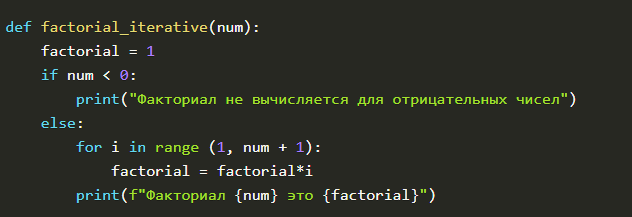 def factorial_iterative(num):
    factorial = 1
    if num < 0:
        print("Факториал не вычисляется для отрицательных чисел")
    else:
        for i in range (1, num + 1):
            factorial = factorial*i
        print(f"Факториал {num} это {factorial}")